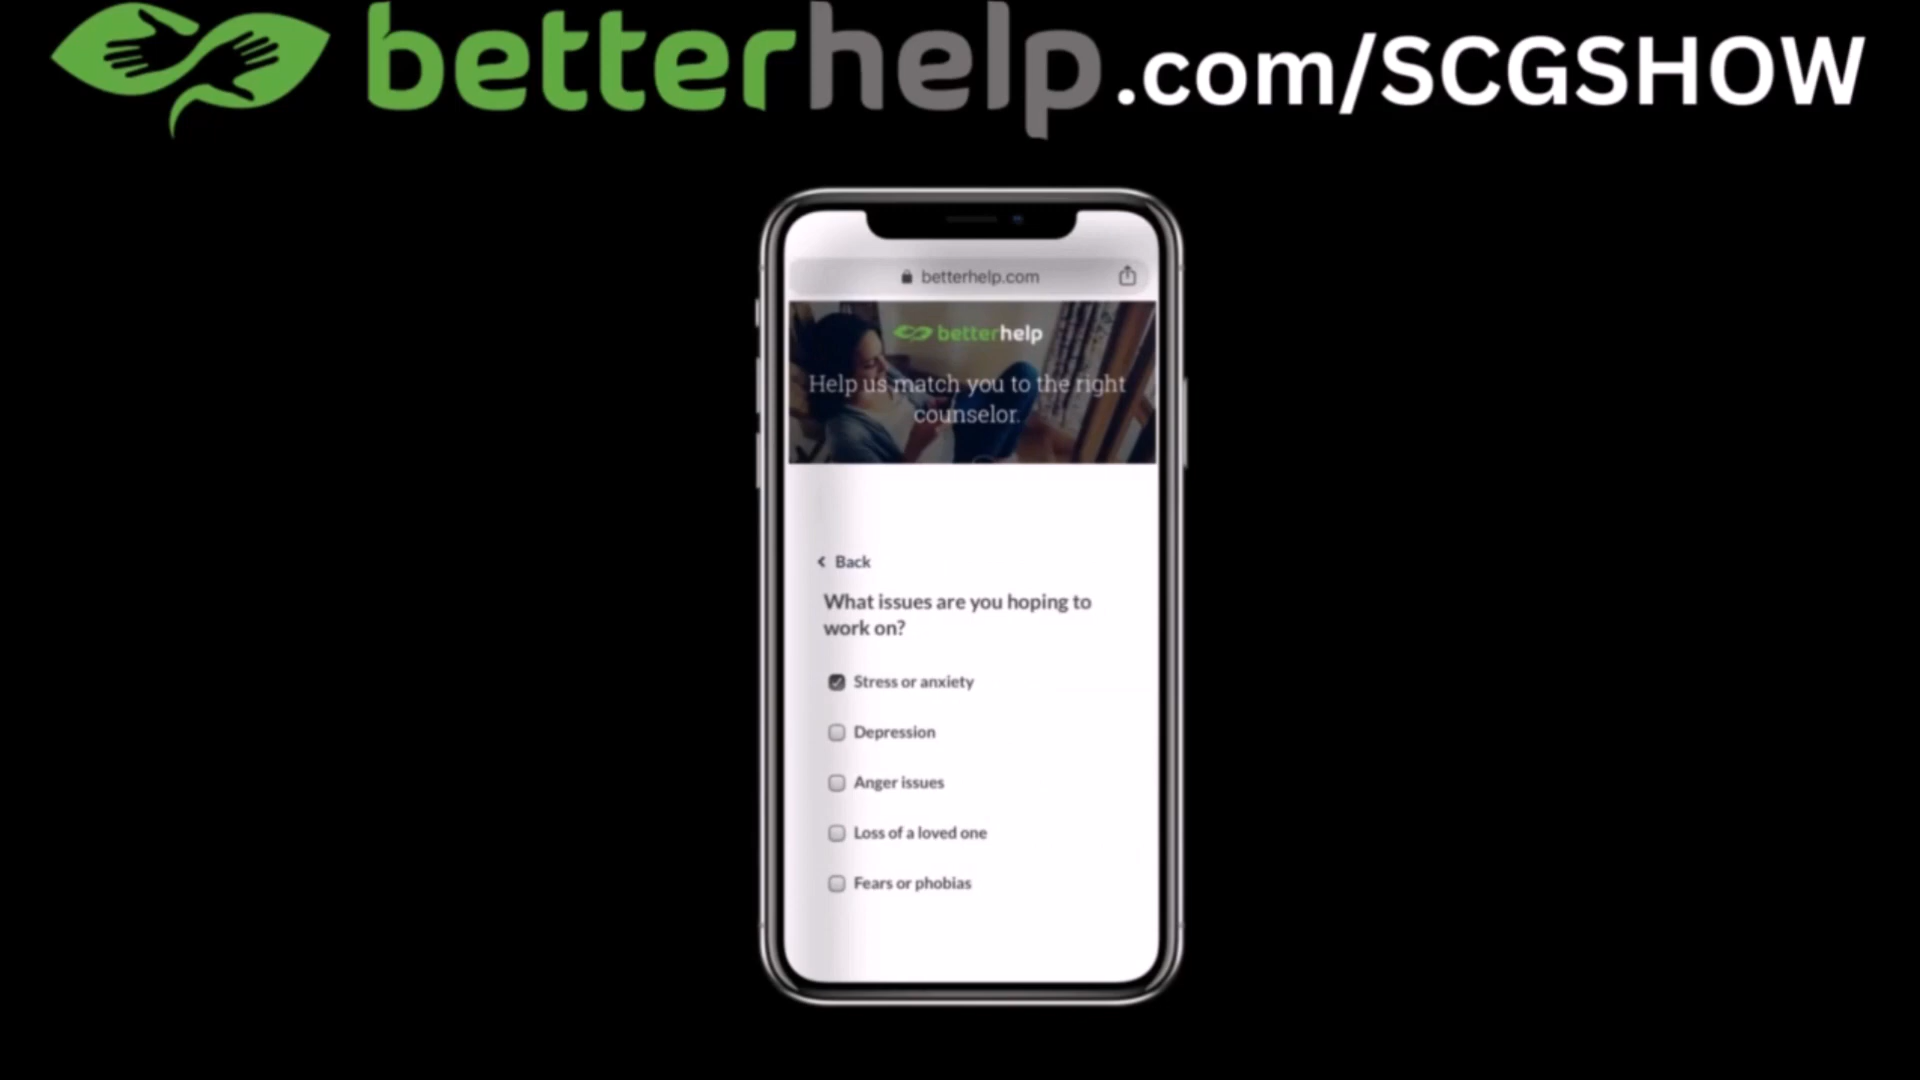 betterhelp.com/SCGSHOW
betterhelp.com
betterhelp
Help us match you to the right
counselor.
Back
What issues are you hoping to
work on?
Stress or anxiety
Depression
Anger issues
Loss of a loved one
Fears or phobias